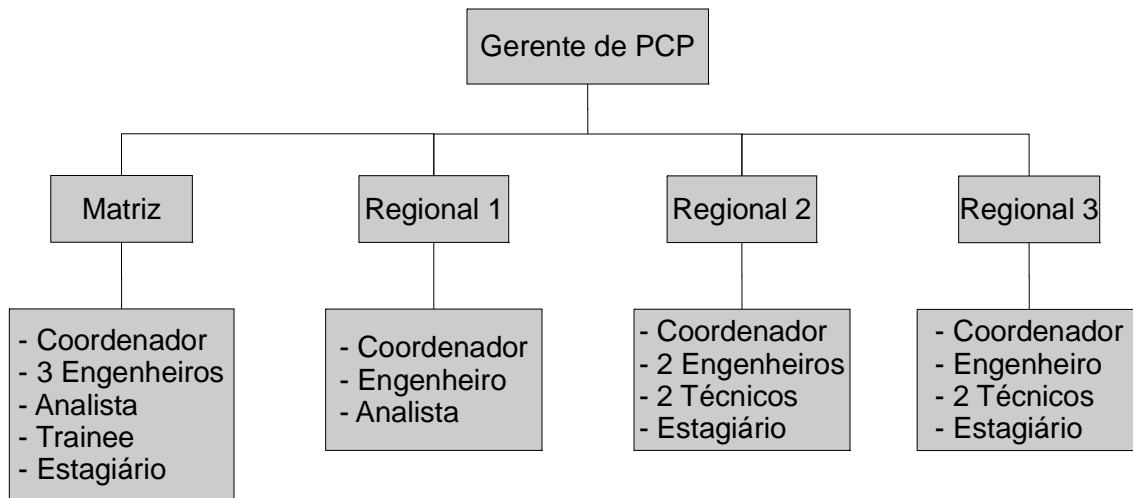 Gerente de PCP
Matriz
Regional 1
Regional 2
Regional 3
- Coordenador
- 3 Engenheiros
- Analista
- Trainee
- Estagiário
- Coordenador
- Engenheiro
- Analista
- Coordenador
- 2 Engenheiros
- 2 Técnicos
- Estagiário
- Coordenador
- Engenheiro
- 2 Técnicos
- Estagiário